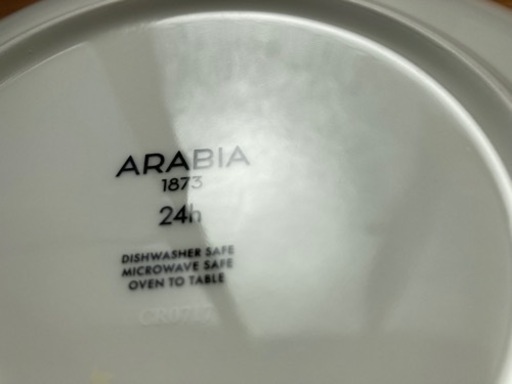 ARABIA
1873
24h
DISHWASHER SAFE
MICROWAVE SAFE
OVEN TO TABLE